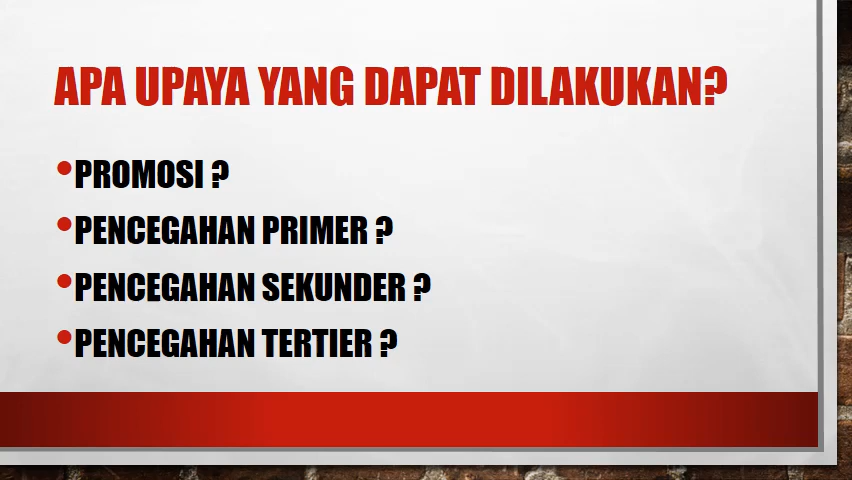 APA UPAYA YANG DAPAT DILAKUKAN?
•PROMOSI ?
•PENCEGAHAN PRIMER ?
•PENCEGAHAN SEKUNDER ?
•PENCEGAHAN TERTIER ?